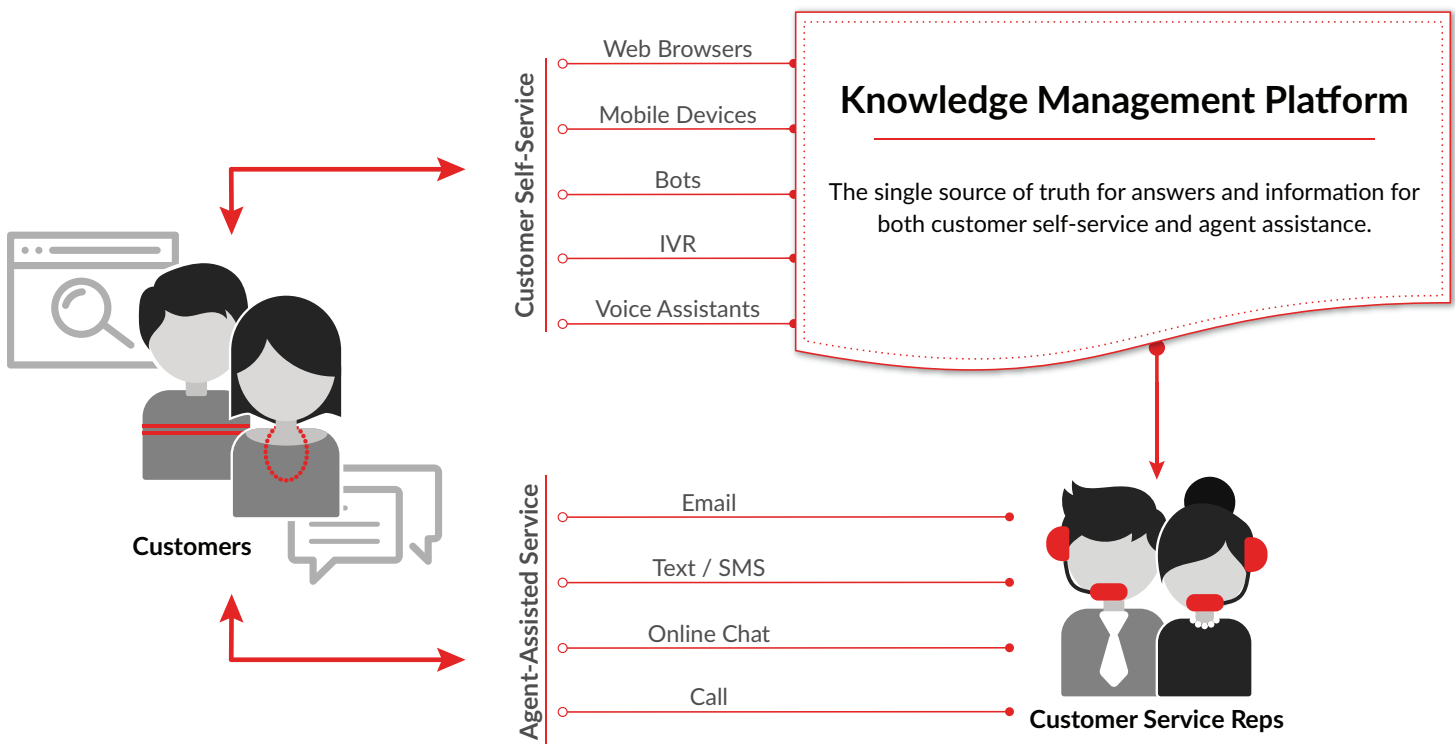 Customer Self-Service
Web Browsers
Mobile Devices
Bots
IVR
Voice Assistants
Knowledge Management Platform
The single source of truth for answers and information for
both customer self-service and agent assistance.
Customers
Agent-Assisted Service
Email
Text / SMS
Online Chat
Call
Customer Service Reps